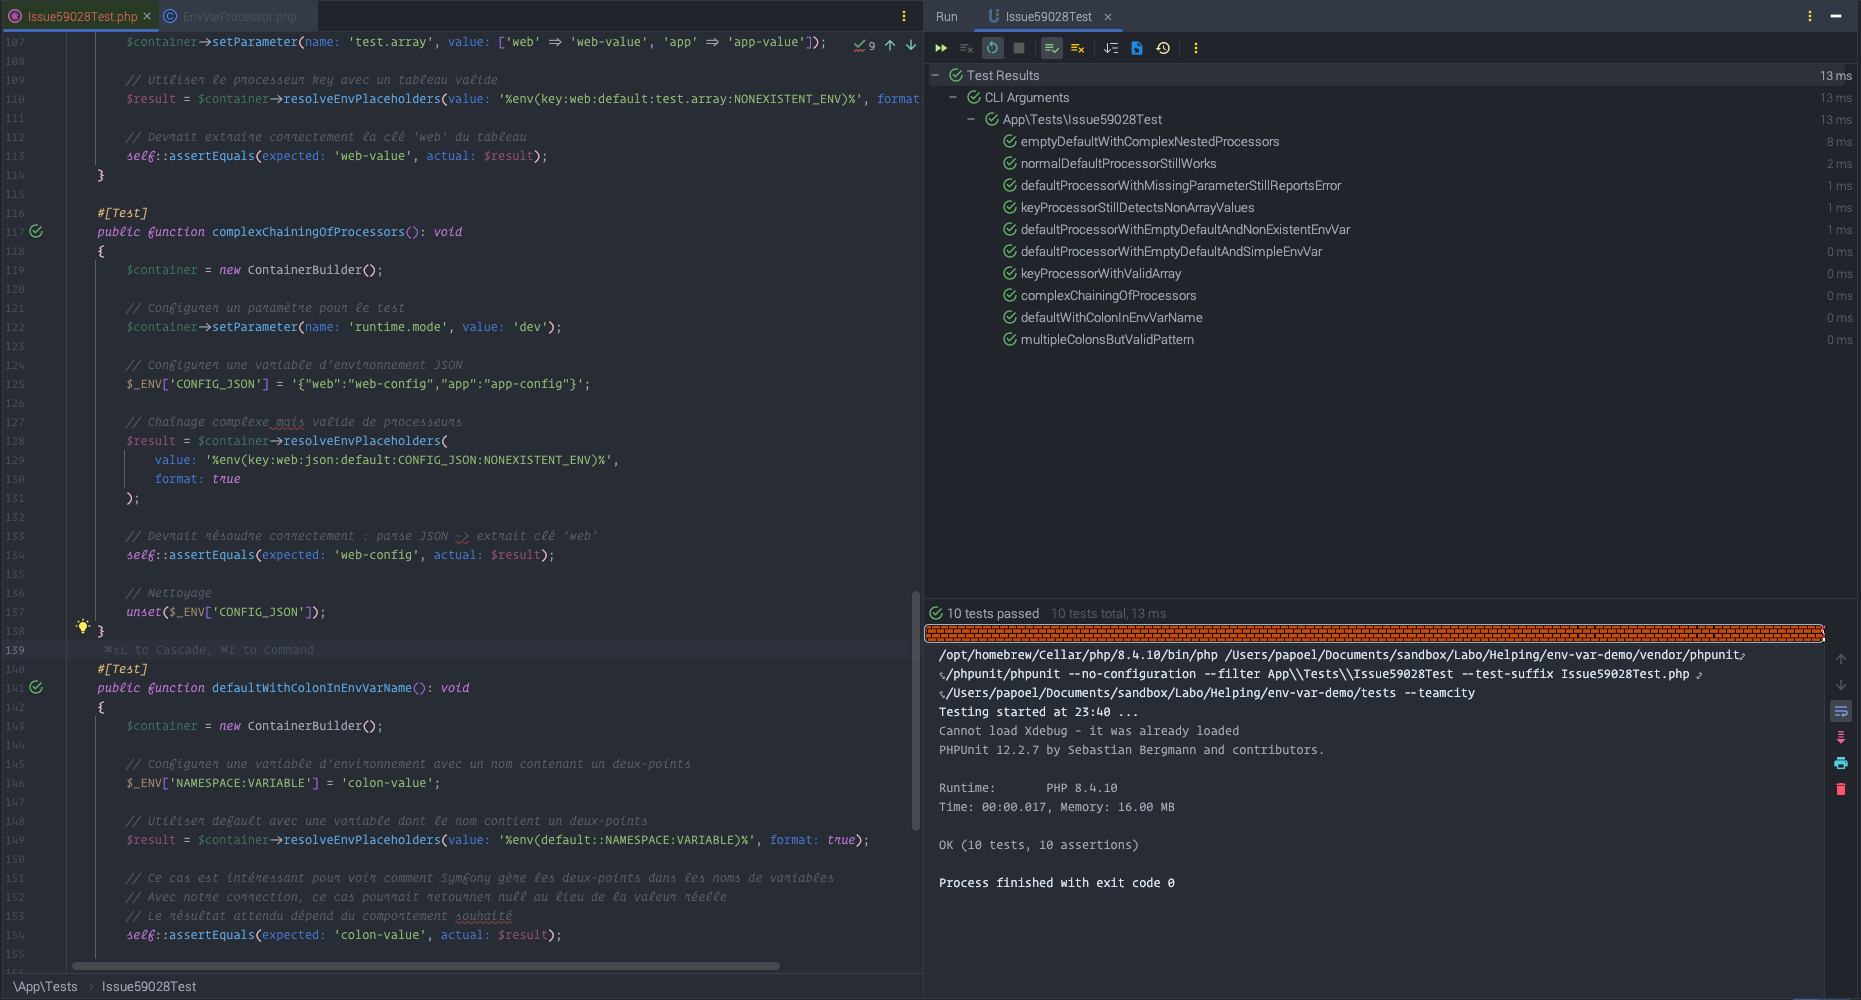 Issue59028Test.php
EnvVarProcessor.php
107 $container->setParameter(name: 'test.array', value: ['web' => 'web-value', 'app' => 'app-value']);
9
108
109 // Utiliser le processeur key avec un tableau valide
110 $result = $container->resolveEnvPlaceholders(value: '%env(key:web:default:test.array:NONEXISTENT_ENV)%', format:
111
112 // Devrait extraire correctement la clé 'web' du tableau
113 self::assertEquals(expected: 'web-value', actual: $result);
114 }
115
116 #[Test]
117 public function complexChainingOfProcessors(): void
118 {
119 $container = new ContainerBuilder();
120
121 // Configurer un paramètre pour le test
122 $container->setParameter(name: 'runtime.mode', value: 'dev');
123
124 // Configurer une variable d'environnement JSON
125 $_ENV['CONFIG_JSON'] = '{"web":"web-config","app":"app-config"}';
126
127 // Chaînage complexe mais valide de processeurs
128 $result = $container->resolveEnvPlaceholders(
129 value: '%env(key:web:json:default:CONFIG_JSON:NONEXISTENT_ENV)%',
130 format: true
131 );
132
133 // Devrait résoudre correctement : parse JSON -> extrait clé 'web'
134 self::assertEquals(expected: 'web-config', actual: $result);
135
136 // Nettoyage
137 unset($_ENV['CONFIG_JSON']);
138 }
139 ⌘⇧L to Cascade, ⌘I to Command
140 #[Test]
141 public function defaultWithColonInEnvVarName(): void
142 {
143 $container = new ContainerBuilder();
144
145 // Configurer une variable d'environnement avec un nom contenant un deux-points
146 $_ENV['NAMESPACE:VARIABLE'] = 'colon-value';
147
148 // Utiliser default avec une variable dont le nom contient un deux-points
149 $result = $container->resolveEnvPlaceholders(value: '%env(default::NAMESPACE:VARIABLE)%', format: true);
150
151 // Ce cas est intéressant pour voir comment Symfony gère les deux-points dans les noms de variables
152 // Avec notre correction, ce cas pourrait retourner null au lieu de la valeur réelle
153 // Le résultat attendu dépend du comportement souhaité
154 self::assertEquals(expected: 'colon-value', actual: $result);
155
\App\Tests › Issue59028Test
Run Issue59028Test
Test Results 13 ms
CLI Arguments 13 ms
App\Tests\Issue59028Test 13 ms
emptyDefaultWithComplexNestedProcessors 8 ms
normalDefaultProcessorStillWorks 2 ms
defaultProcessorWithMissingParameterStillReportsError 1 ms
keyProcessorStillDetectsNonArrayValues 1 ms
defaultProcessorWithEmptyDefaultAndNonExistentEnvVar 1 ms
defaultProcessorWithEmptyDefaultAndSimpleEnvVar 0 ms
keyProcessorWithValidArray 0 ms
complexChainingOfProcessors 0 ms
defaultWithColonInEnvVarName 0 ms
multipleColonsButValidPattern 0 ms
10 tests passed 10 tests total, 13 ms
/opt/homebrew/Cellar/php/8.4.10/bin/php /Users/papoel/Documents/sandbox/Labo/Helping/env-var-demo/vendor/phpunit
/phpunit/phpunit --no-configuration --filter App\\Tests\\Issue59028Test --test-suffix Issue59028Test.php
/Users/papoel/Documents/sandbox/Labo/Helping/env-var-demo/tests --teamcity
Testing started at 23:40 ...
Cannot load Xdebug - it was already loaded
PHPUnit 12.2.7 by Sebastian Bergmann and contributors.
Runtime: PHP 8.4.10
Time: 00:00.017, Memory: 16.00 MB
OK (10 tests, 10 assertions)
Process finished with exit code 0